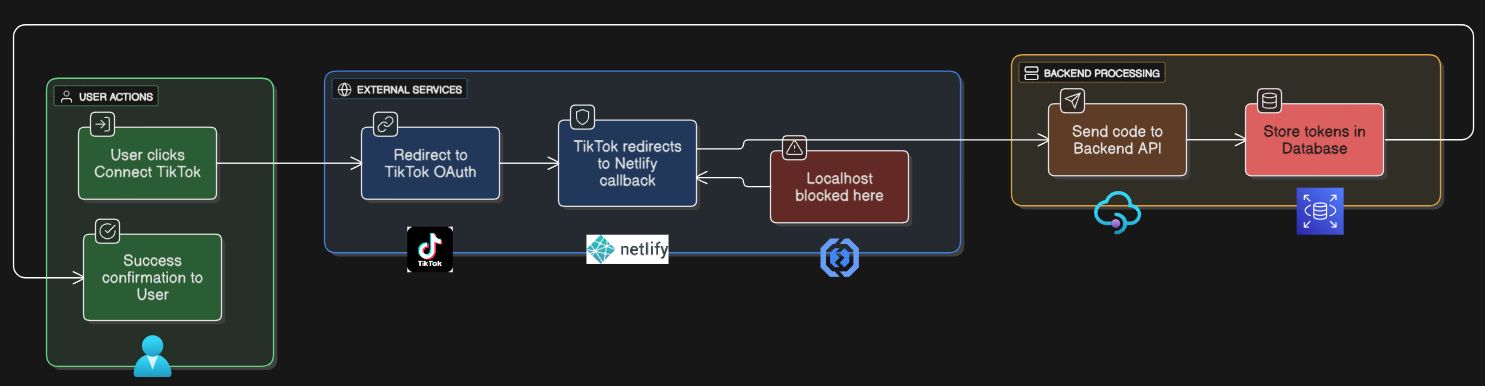 USER ACTIONS
User clicks
Connect TikTok
Success
confirmation to
User
EXTERNAL SERVICES
Redirect to
TikTok OAuth
TikTok
TikTok redirects
to Netlify
callback
netlify
Localhost
blocked here
BACKEND PROCESSING
Send code to
Backend API
Store tokens in
Database